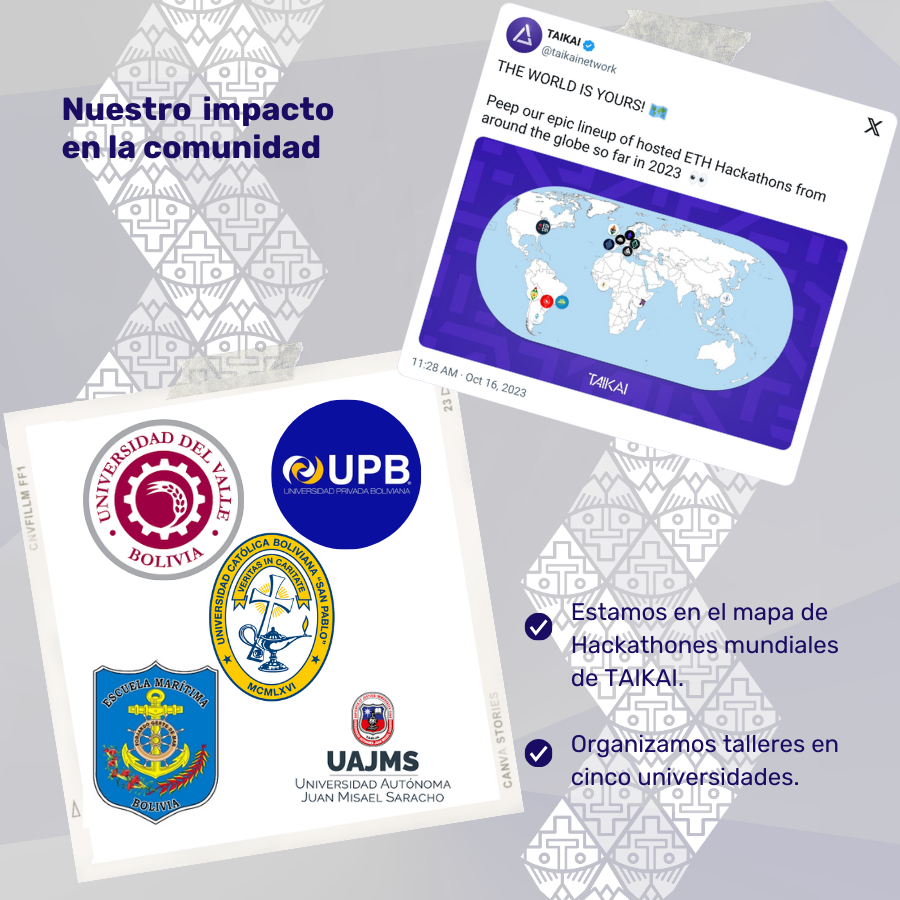 Nuestro impacto
en la comunidad
TAIKAI
@taikainetwork
THE WORLD IS YOURS!
Peep our epic lineup of hosted ETH Hackathons from
around the globe so far in 2023
TAIKAI
11:28 AM · Oct 16, 2023
23 D
CNVFILLM FF1
UNIVERSIDAD DEL VALLE
BOLIVIA
UPB
UNIVERSIDAD PRIVADA BOLIVIANA
UNIVERSIDAD CATÓLICA BOLIVIANA "SAN PABLO"
VERITAS IN CARITATE
MCMLXVI
ESCUELA MARÍTIMA
BOLIVIA
UAJMS
UNIVERSIDAD AUTÓNOMA
JUAN MISAEL SARACHO
CANVA STORIES
Estamos en el mapa de
Hackathones mundiales
de TAIKAI.
Organizamos talleres en
cinco universidades.